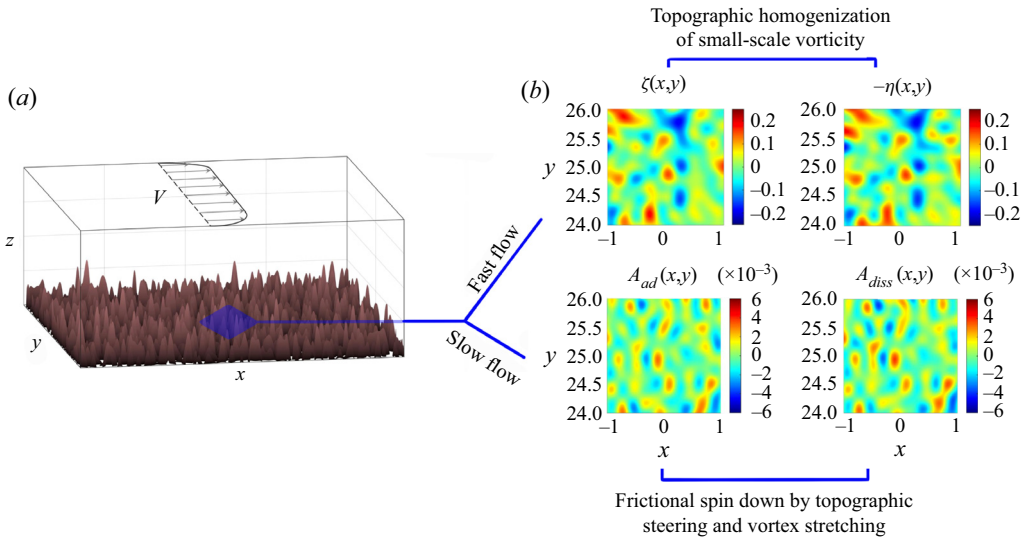 Topographic homogenization
of small-scale vorticity
(a)
(b)
V
z
y
x
Fast flow
Slow flow
ζ(x,y)
−η(x,y)
26.0
25.5
y 25.0
24.5
24.0
−1 0 1
0.2
0.1
0
−0.1
−0.2
26.0
25.5
25.0
24.5
24.0
−1 0 1
0.2
0.1
0
−0.1
−0.2
A_ad(x,y) (×10−3)
A_diss(x,y) (×10−3)
26.0
25.5
y 25.0
24.5
24.0
−1 0 1
x
6
4
2
0
−2
−4
−6
26.0
25.5
25.0
24.5
24.0
−1 0 1
x
6
4
2
0
−2
−4
−6
Frictional spin down by topographic
steering and vortex stretching